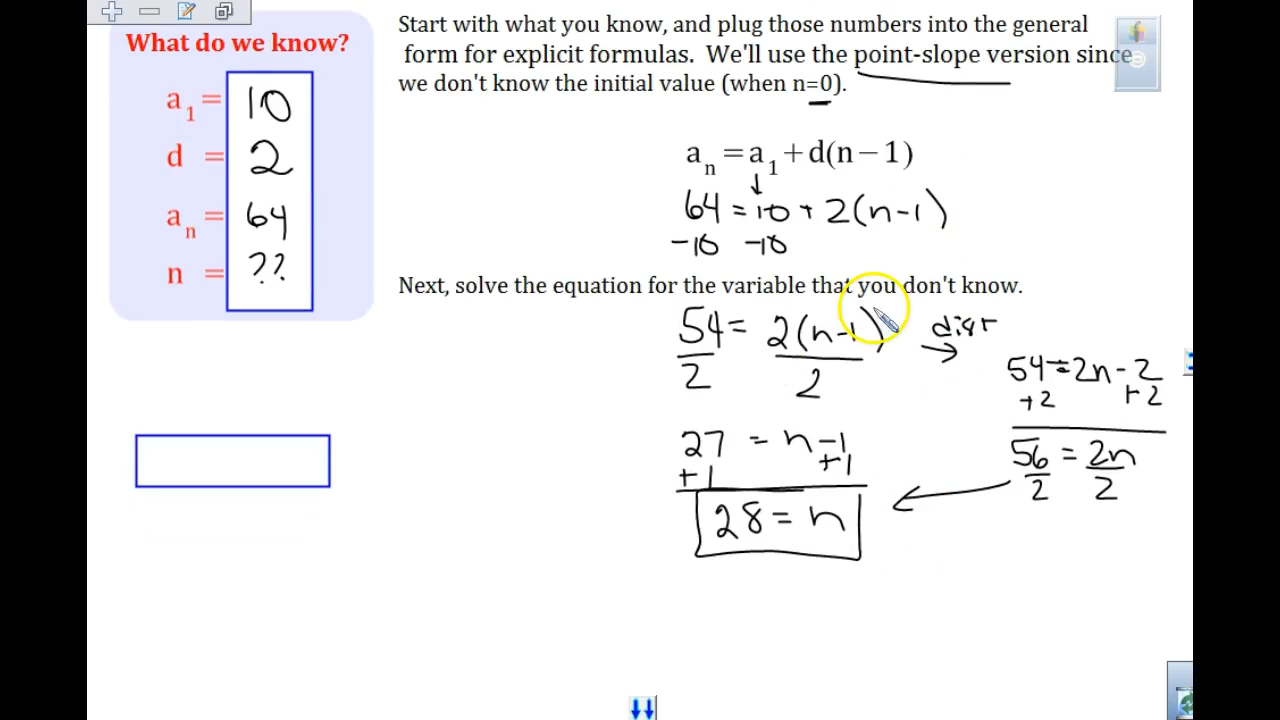 What do we know?
a1 = 10
d = 2
an = 64
n = ??
Start with what you know, and plug those numbers into the general
form for explicit formulas. We'll use the point-slope version since
we don't know the initial value (when n=0).
an = a1 + d(n − 1)
64 = 10 + 2(n-1)
-10 -10
Next, solve the equation for the variable that you don't know.
54 = 2(n-1)
2 2
distr
54 = 2n - 2
+2 +2
56 = 2n
2 2
27 = n - 1
+1 +1
28 = n